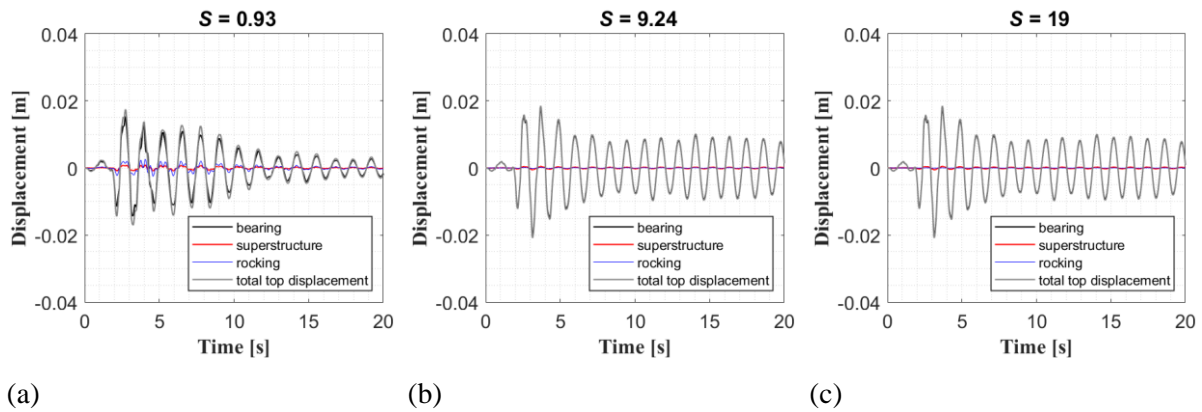 S = 0.93
0.04
0.02
0
-0.02
-0.04
Displacement [m]
bearing
superstructure
rocking
total top displacement
0 5 10 15 20
Time [s]
(a)
S = 9.24
0.04
0.02
0
-0.02
-0.04
Displacement [m]
bearing
superstructure
rocking
total top displacement
0 5 10 15 20
Time [s]
(b)
S = 19
0.04
0.02
0
-0.02
-0.04
Displacement [m]
bearing
superstructure
rocking
total top displacement
0 5 10 15 20
Time [s]
(c)